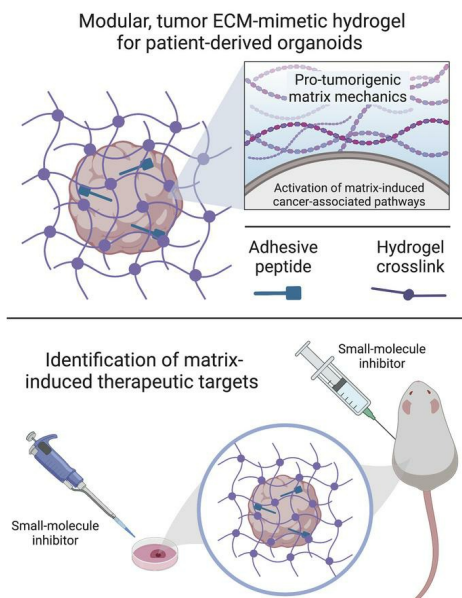 Modular, tumor ECM-mimetic hydrogel
for patient-derived organoids
Pro-tumorigenic
matrix mechanics
Activation of matrix-induced
cancer-associated pathways
Adhesive
peptide
Hydrogel
crosslink
Identification of matrix-
induced therapeutic targets
Small-molecule
inhibitor
Small-molecule
inhibitor